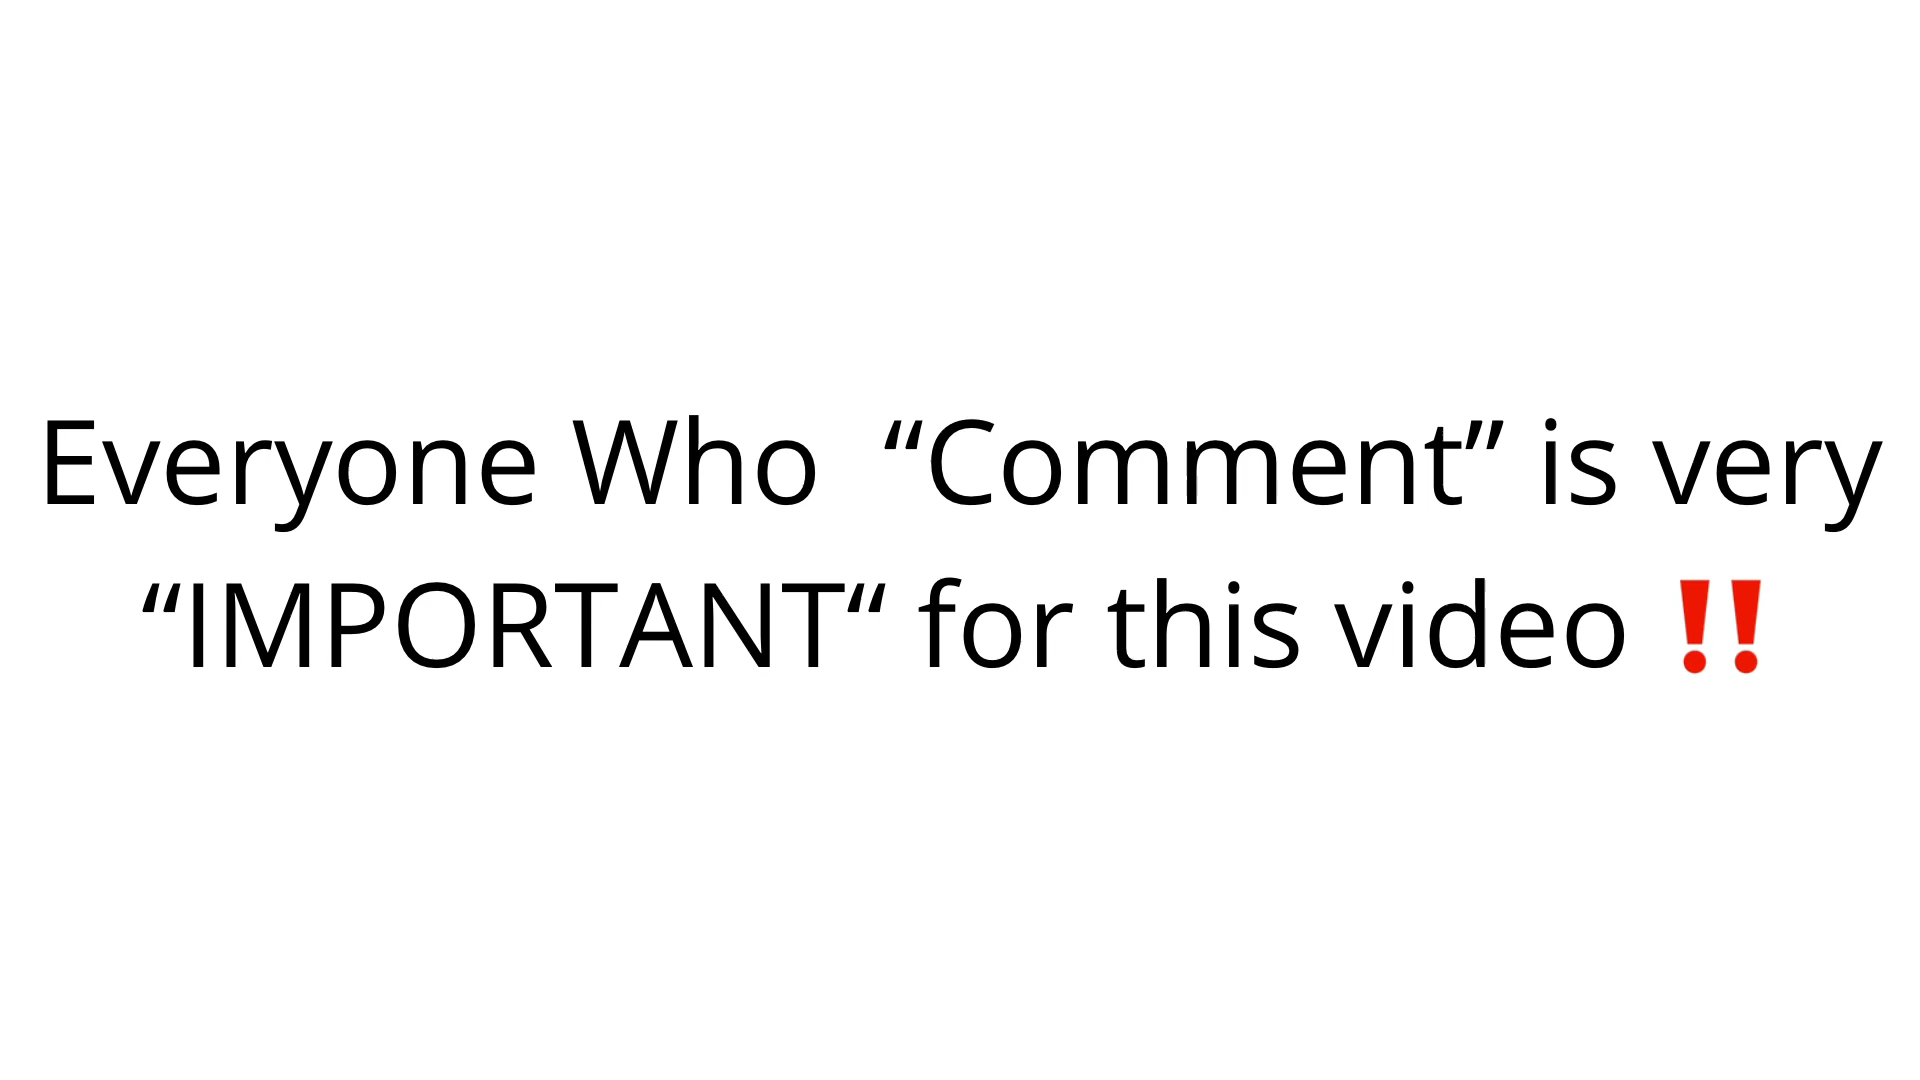 Everyone Who  “Comment” is very
“IMPORTANT“ for this video ‼️